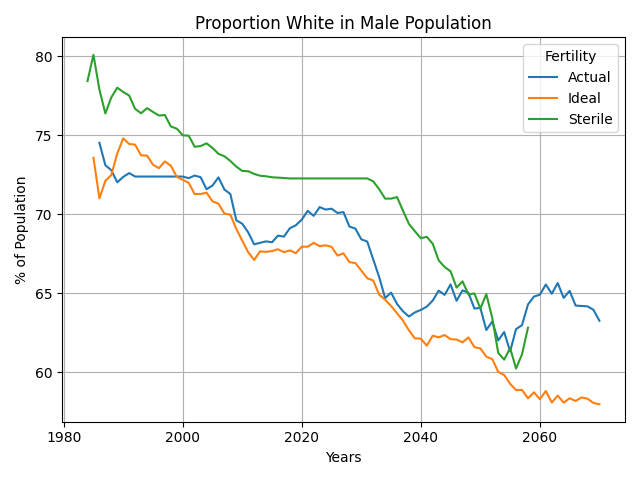 Proportion White in Male Population
% of Population
80
75
70
65
60
Fertility
Actual
Ideal
Sterile
1980
2000
2020
2040
2060
Years